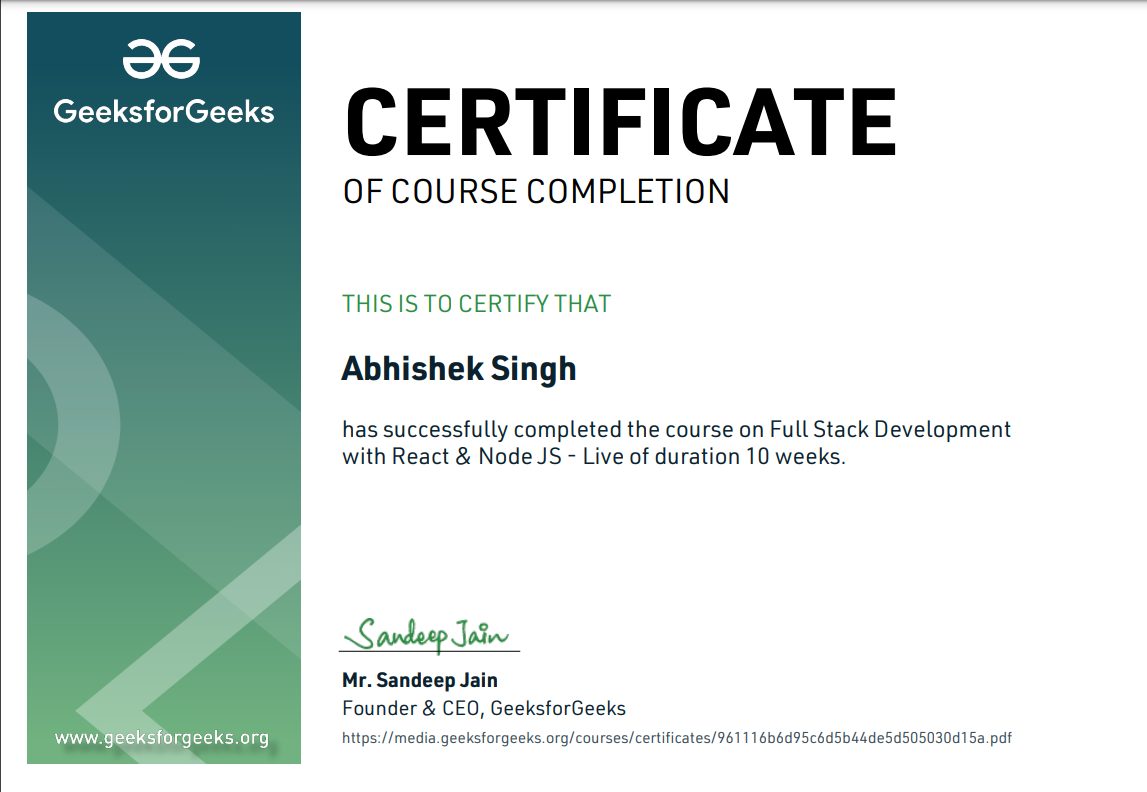 GeeksforGeeks
CERTIFICATE
OF COURSE COMPLETION
THIS IS TO CERTIFY THAT
Abhishek Singh
has successfully completed the course on Full Stack Development
with React & Node JS - Live of duration 10 weeks.
Sandeep Jain
Mr. Sandeep Jain
Founder & CEO, GeeksforGeeks
https://media.geeksforgeeks.org/courses/certificates/961116b6d95c6d5b44de5d505030d15a.pdf
www.geeksforgeeks.org